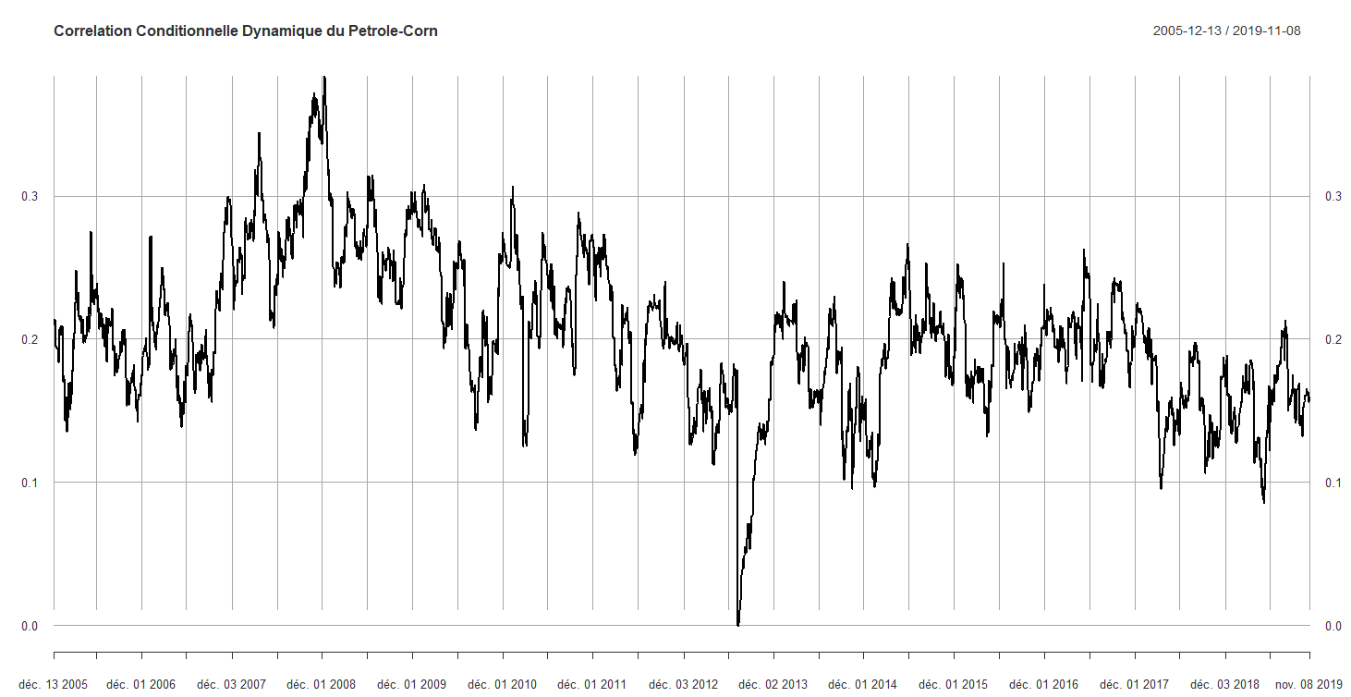 Correlation Conditionnelle Dynamique du Petrole-Corn 2005-12-13 / 2019-11-08
0.3 0.3
0.2 0.2
0.1 0.1
0.0 0.0
déc. 13 2005 déc. 01 2006 déc. 03 2007 déc. 01 2008 déc. 01 2009 déc. 01 2010 déc. 01 2011 déc. 03 2012 déc. 02 2013 déc. 01 2014 déc. 01 2015 déc. 01 2016 déc. 01 2017 déc. 03 2018 nov. 08 2019